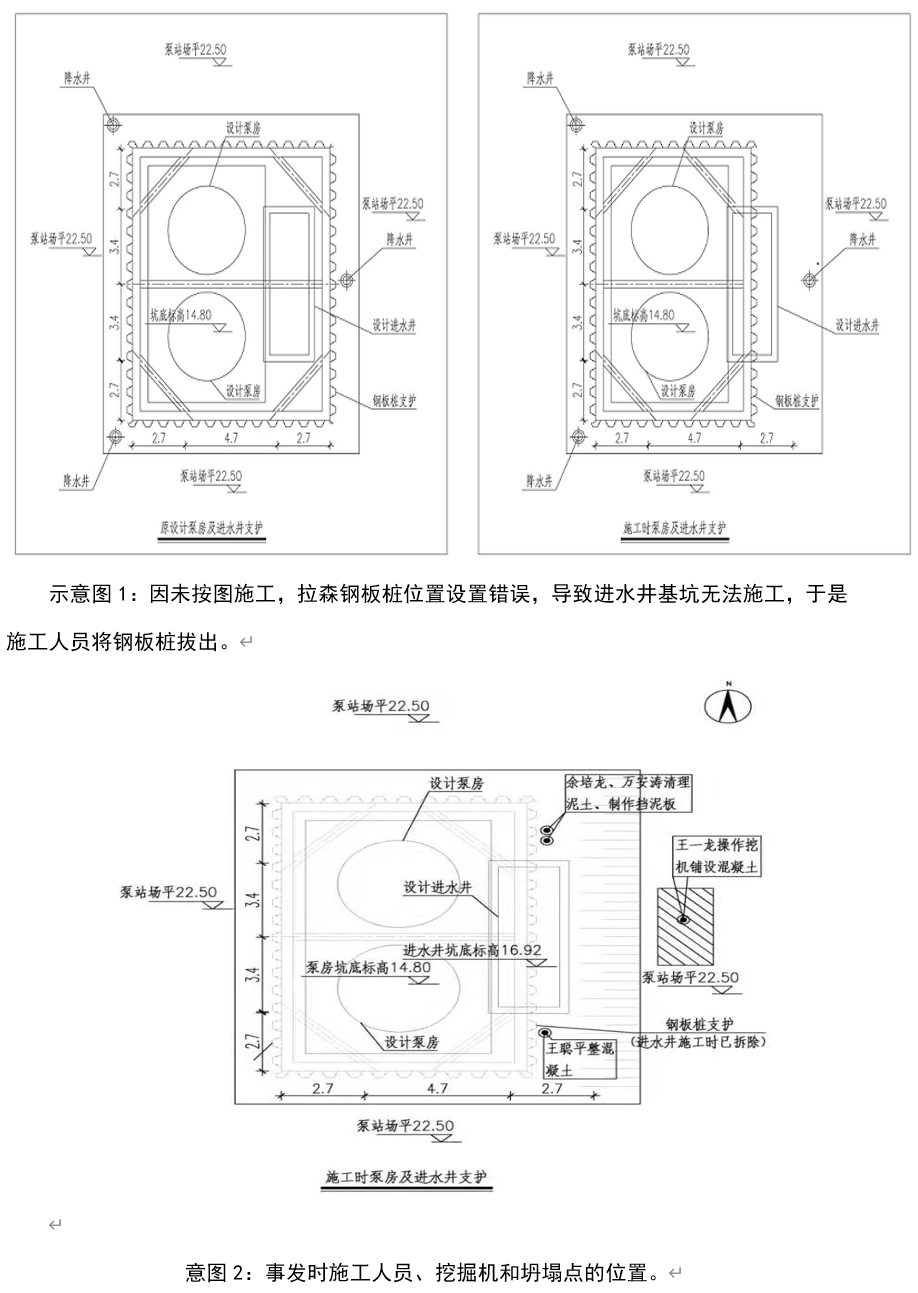 泵站场平22.50
降水井
设计泵房
2.7
泵站场平22.50
泵站场平22.50
3.4
降水井
坑底标高14.80
3.4
设计进水井
设计泵房
2.7
钢板桩支护
2.7
4.7
2.7
降水井
泵站场平22.50
原设计泵房及进水井支护
泵站场平22.50
降水井
设计泵房
2.7
泵站场平22.50
泵站场平22.50
3.4
降水井
坑底标高14.80
3.4
设计进水井
设计泵房
2.7
钢板桩支护
2.7
4.7
2.7
降水井
泵站场平22.50
施工时泵房及进水井支护
示意图1：因未按图施工，拉森钢板桩位置设置错误，导致进水井基坑无法施工，于是
施工人员将钢板桩拔出。
N
泵站场平22.50
设计泵房
余培龙、万安涛清理
泥土、制作挡泥板
2.7
王一龙操作挖
机铺设混凝土
泵站场平22.50
3.4
设计进水井
进水井坑底标高16.92
泵房坑底标高14.80
泵站场平22.50
3.4
钢板桩支护
(进水井施工时已拆除)
设计泵房
2.7
王聪平整混
凝土
2.7
4.7
2.7
泵站场平22.50
施工时泵房及进水井支护
意图2：事发时施工人员、挖掘机和坍塌点的位置。